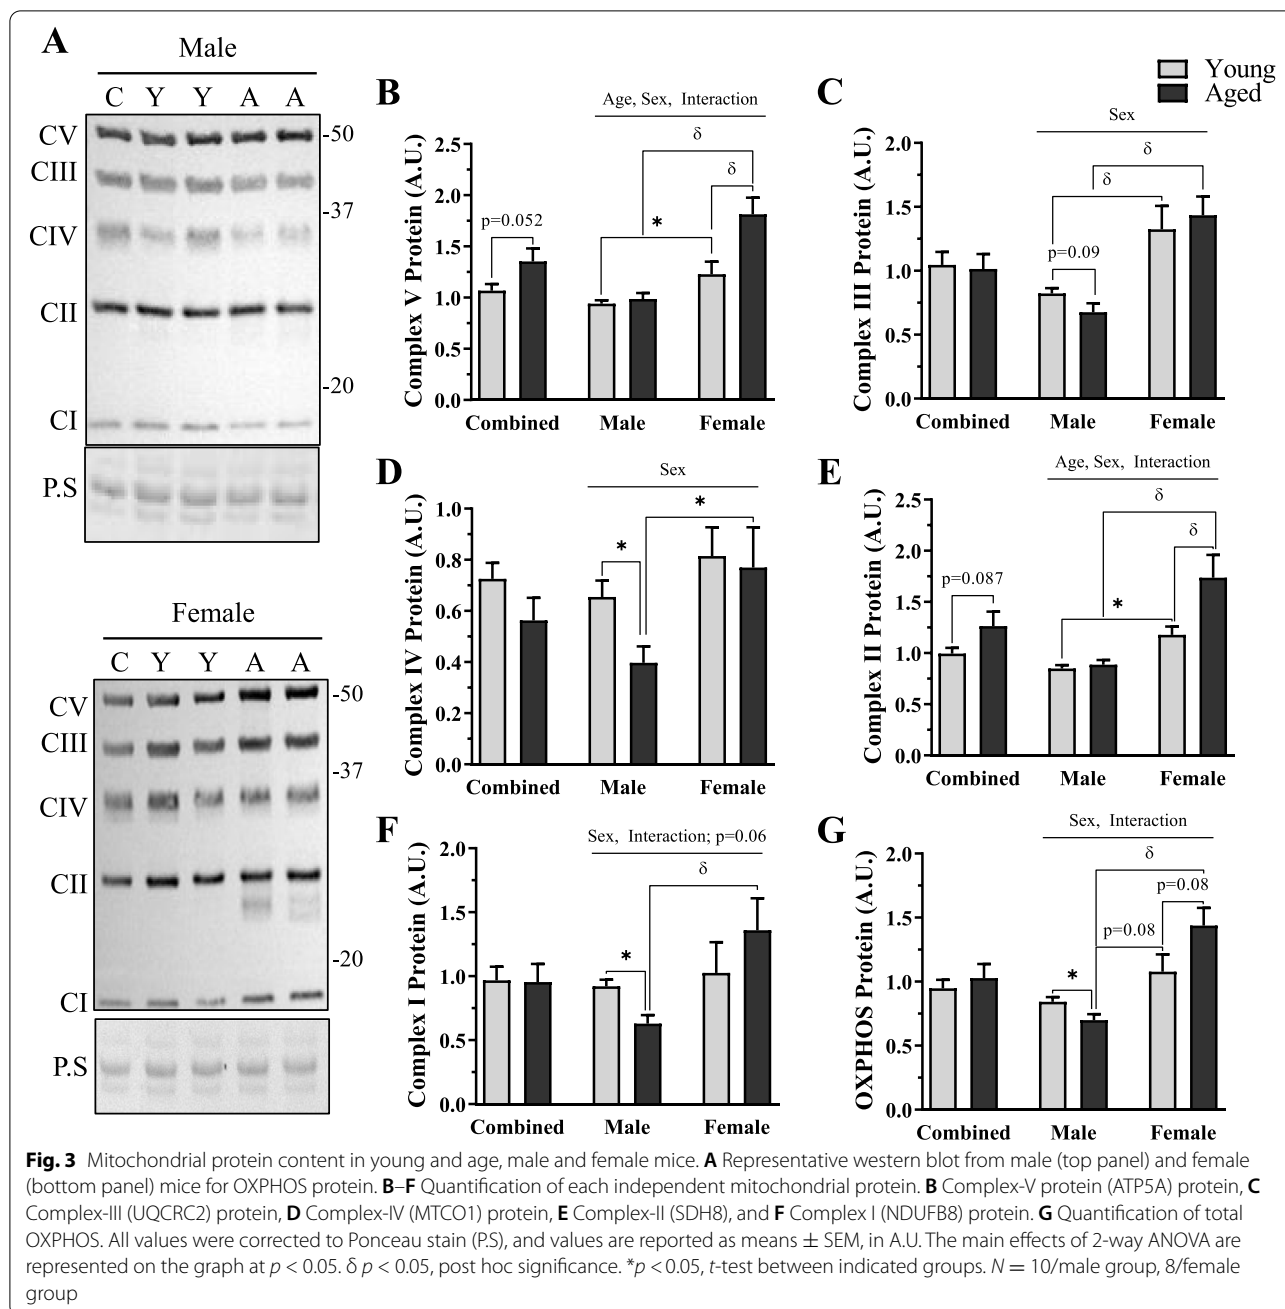 A
Male
C Y Y A A
CV
CIII
CIV
CII
CI
P.S
-50
-37
-20
Female
C Y Y A A
CV
CIII
CIV
CII
CI
P.S
-50
-37
-20
Young
Aged
B
Age, Sex, Interaction
δ
δ
*
p=0.052
Complex V Protein (A.U.)
2.5
2.0
1.5
1.0
0.5
0.0
Combined Male Female
C
Sex
δ
δ
p=0.09
Complex III Protein (A.U.)
2.0
1.5
1.0
0.5
0.0
Combined Male Female
D
Sex
*
*
Complex IV Protein (A.U.)
1.0
0.8
0.6
0.4
0.2
0.0
Combined Male Female
E
Age, Sex, Interaction
δ
δ
*
p=0.087
Complex II Protein (A.U.)
2.5
2.0
1.5
1.0
0.5
0.0
Combined Male Female
F
Sex, Interaction; p=0.06
δ
*
Complex I Protein (A.U.)
2.0
1.5
1.0
0.5
0.0
Combined Male Female
G
Sex, Interaction
δ
p=0.08
p=0.08
*
OXPHOS Protein (A.U.)
2.0
1.5
1.0
0.5
0.0
Combined Male Female
Fig. 3 Mitochondrial protein content in young and age, male and female mice. A Representative western blot from male (top panel) and female
(bottom panel) mice for OXPHOS protein. B–F Quantification of each independent mitochondrial protein. B Complex-V protein (ATP5A) protein, C
Complex-III (UQCRC2) protein, D Complex-IV (MTCO1) protein, E Complex-II (SDH8), and F Complex I (NDUFB8) protein. G Quantification of total
OXPHOS. All values were corrected to Ponceau stain (P.S), and values are reported as means ± SEM, in A.U. The main effects of 2-way ANOVA are
represented on the graph at p < 0.05. δ p < 0.05, post hoc significance. *p < 0.05, t-test between indicated groups. N = 10/male group, 8/female
group